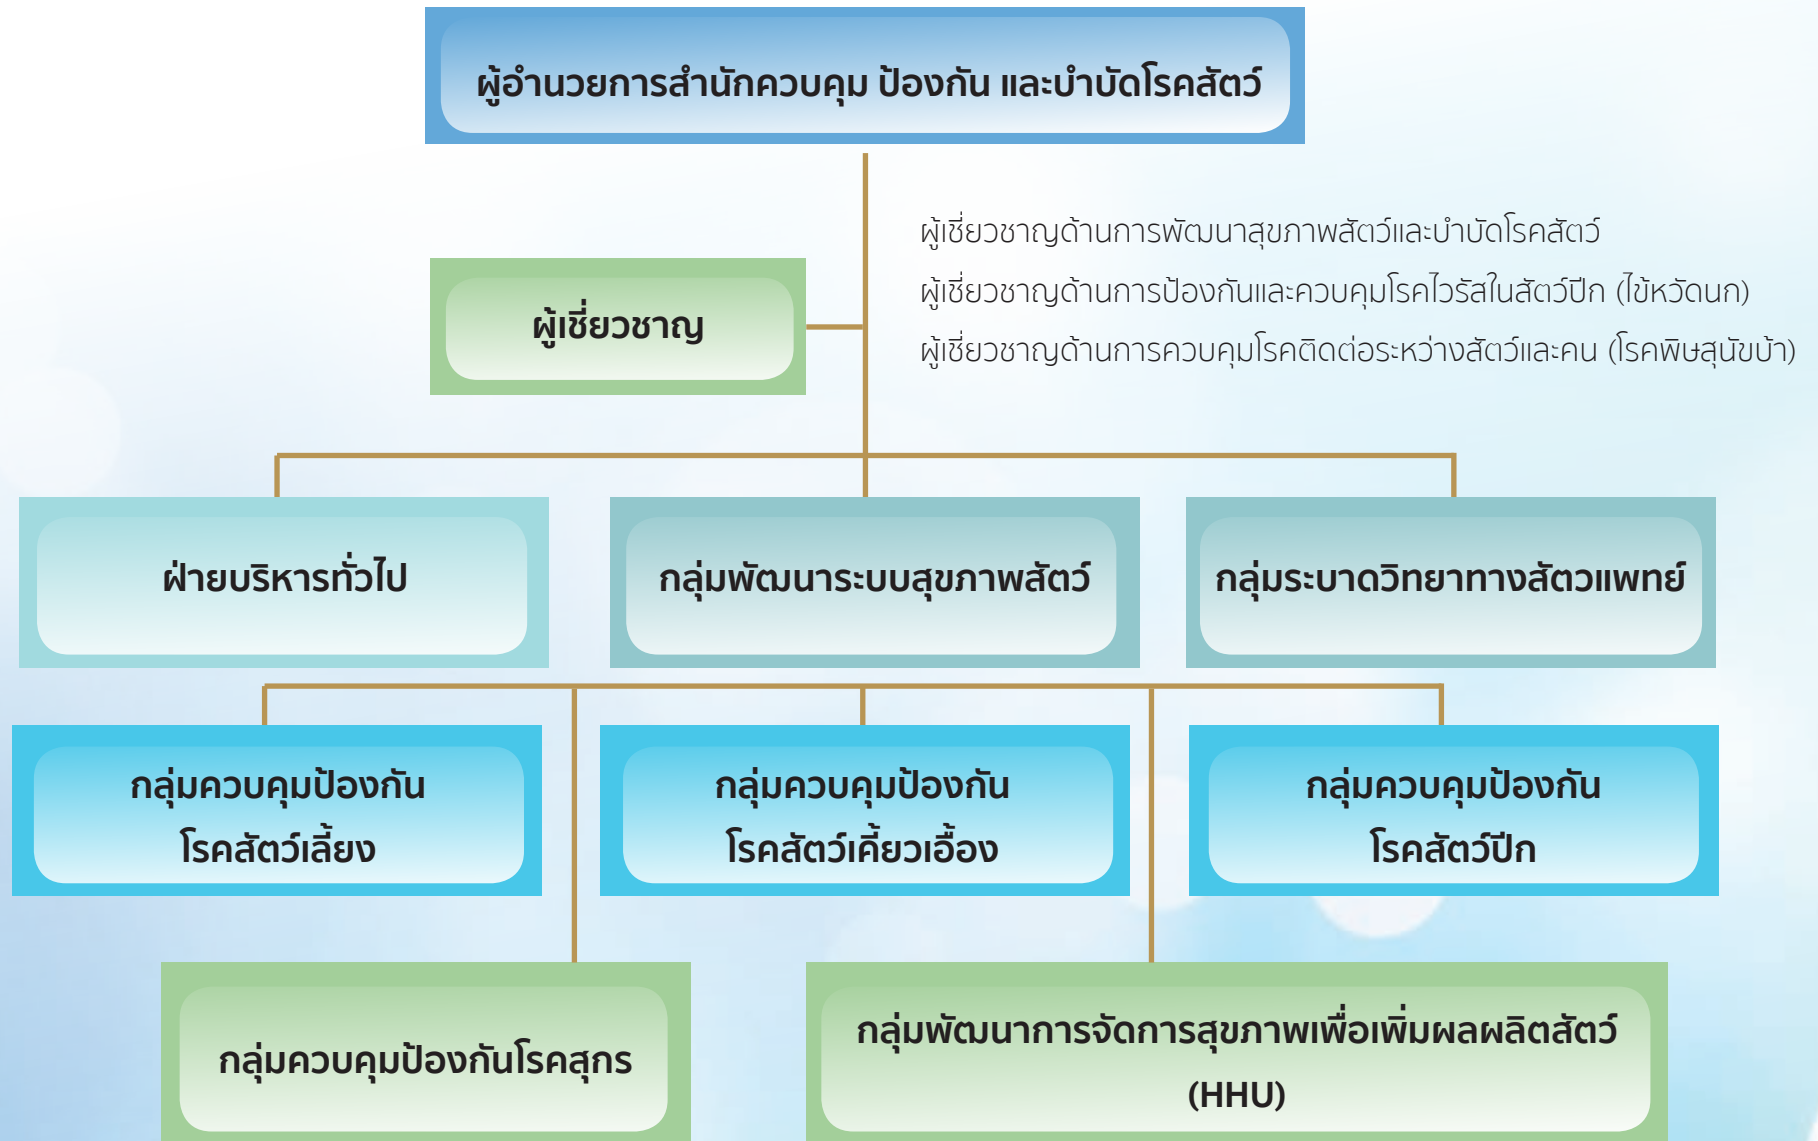 ผู้อำนวยการสำนักควบคุม ป้องกัน และบำบัดโรคสัตว์
ผู้เชี่ยวชาญด้านการพัฒนาสุขภาพสัตว์และบำบัดโรคสัตว์
ผู้เชี่ยวชาญด้านการป้องกันและควบคุมโรคไวรัสในสัตว์ปีก (ไข้หวัดนก)
ผู้เชี่ยวชาญด้านการควบคุมโรคติดต่อระหว่างสัตว์และคน (โรคพิษสุนัขบ้า)
ผู้เชี่ยวชาญ
ฝ่ายบริหารทั่วไป
กลุ่มพัฒนาระบบสุขภาพสัตว์
กลุ่มระบาดวิทยาทางสัตวแพทย์
กลุ่มควบคุมป้องกัน
โรคสัตว์เลี้ยง
กลุ่มควบคุมป้องกัน
โรคสัตว์เคี้ยวเอื้อง
กลุ่มควบคุมป้องกัน
โรคสัตว์ปีก
กลุ่มควบคุมป้องกันโรคสุกร
กลุ่มพัฒนาการจัดการสุขภาพเพื่อเพิ่มผลผลิตสัตว์
(HHU)